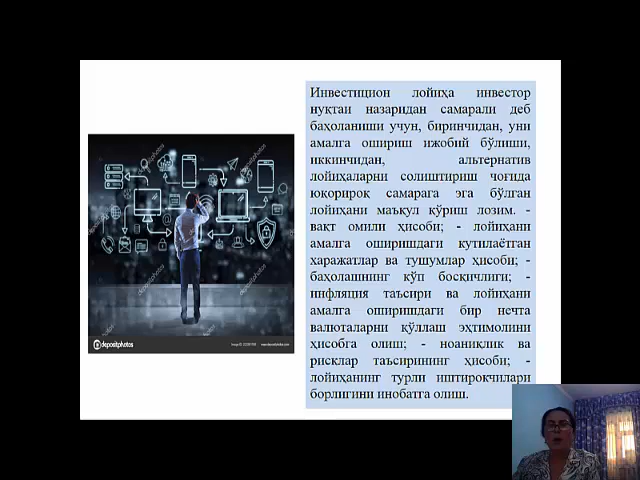 Инвестицион лойиҳа инвестор
нуқтаи назаридан самарали деб
баҳоланиши учун, биринчидан, уни
амалга ошириш ижобий бўлиши,
иккинчидан, альтернатив
лойиҳаларни солиштириш чоғида
юқорироқ самарага эга бўлган
лойиҳани маъқул кўриш лозим. -
вақт омили ҳисоби; - лойиҳани
амалга оширишдаги кутилаётган
харажатлар ва тушумлар ҳисоби; -
баҳолашнинг кўп босқичлиги; -
инфляция таъсири ва лойиҳани
амалга оширишдаги бир нечта
валюталарни қўллаш эҳтимолини
ҳисобга олиш; - ноаниқлик ва
рисклар таъсирининг ҳисоби; -
лойиҳанинг турли иштирокчилари
борлигини инобатга олиш.
depositphotos